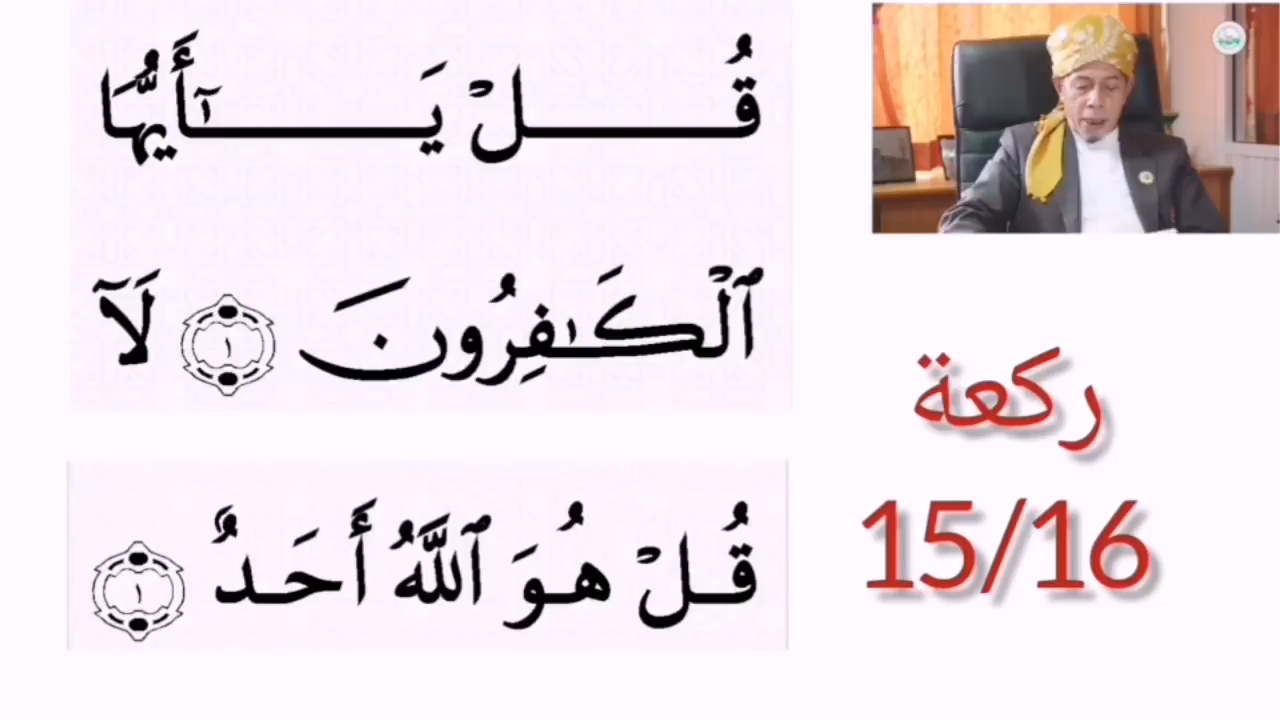 قُلْ يَـٰٓأَيُّهَا
ٱلْكَـٰفِرُونَ ١ لَآ
قُلْ هُوَ ٱللَّهُ أَحَدٌ ١
ركعة
15/16